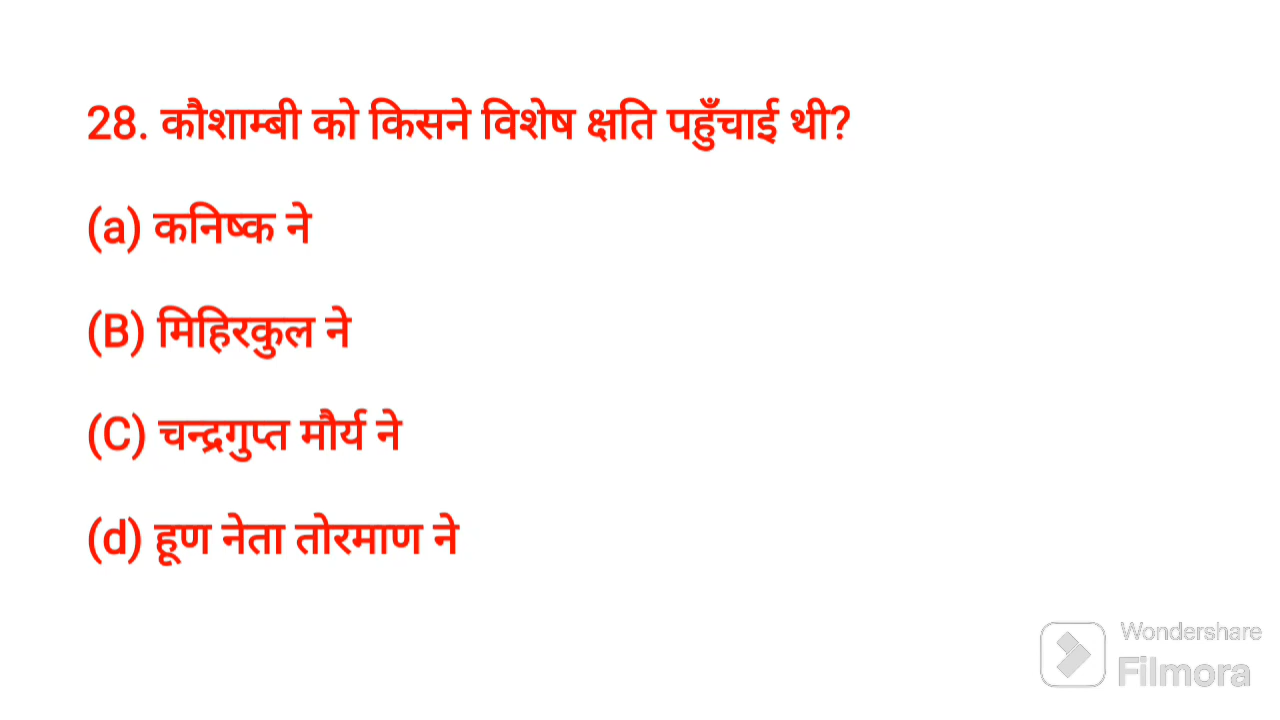 28. कौशाम्बी को किसने विशेष क्षति पहुँचाई थी?
(a) कनिष्क ने
(B) मिहिरकुल ने
(C) चन्द्रगुप्त मौर्य ने
(d) हूण नेता तोरमाण ने
Wondershare
Filmora